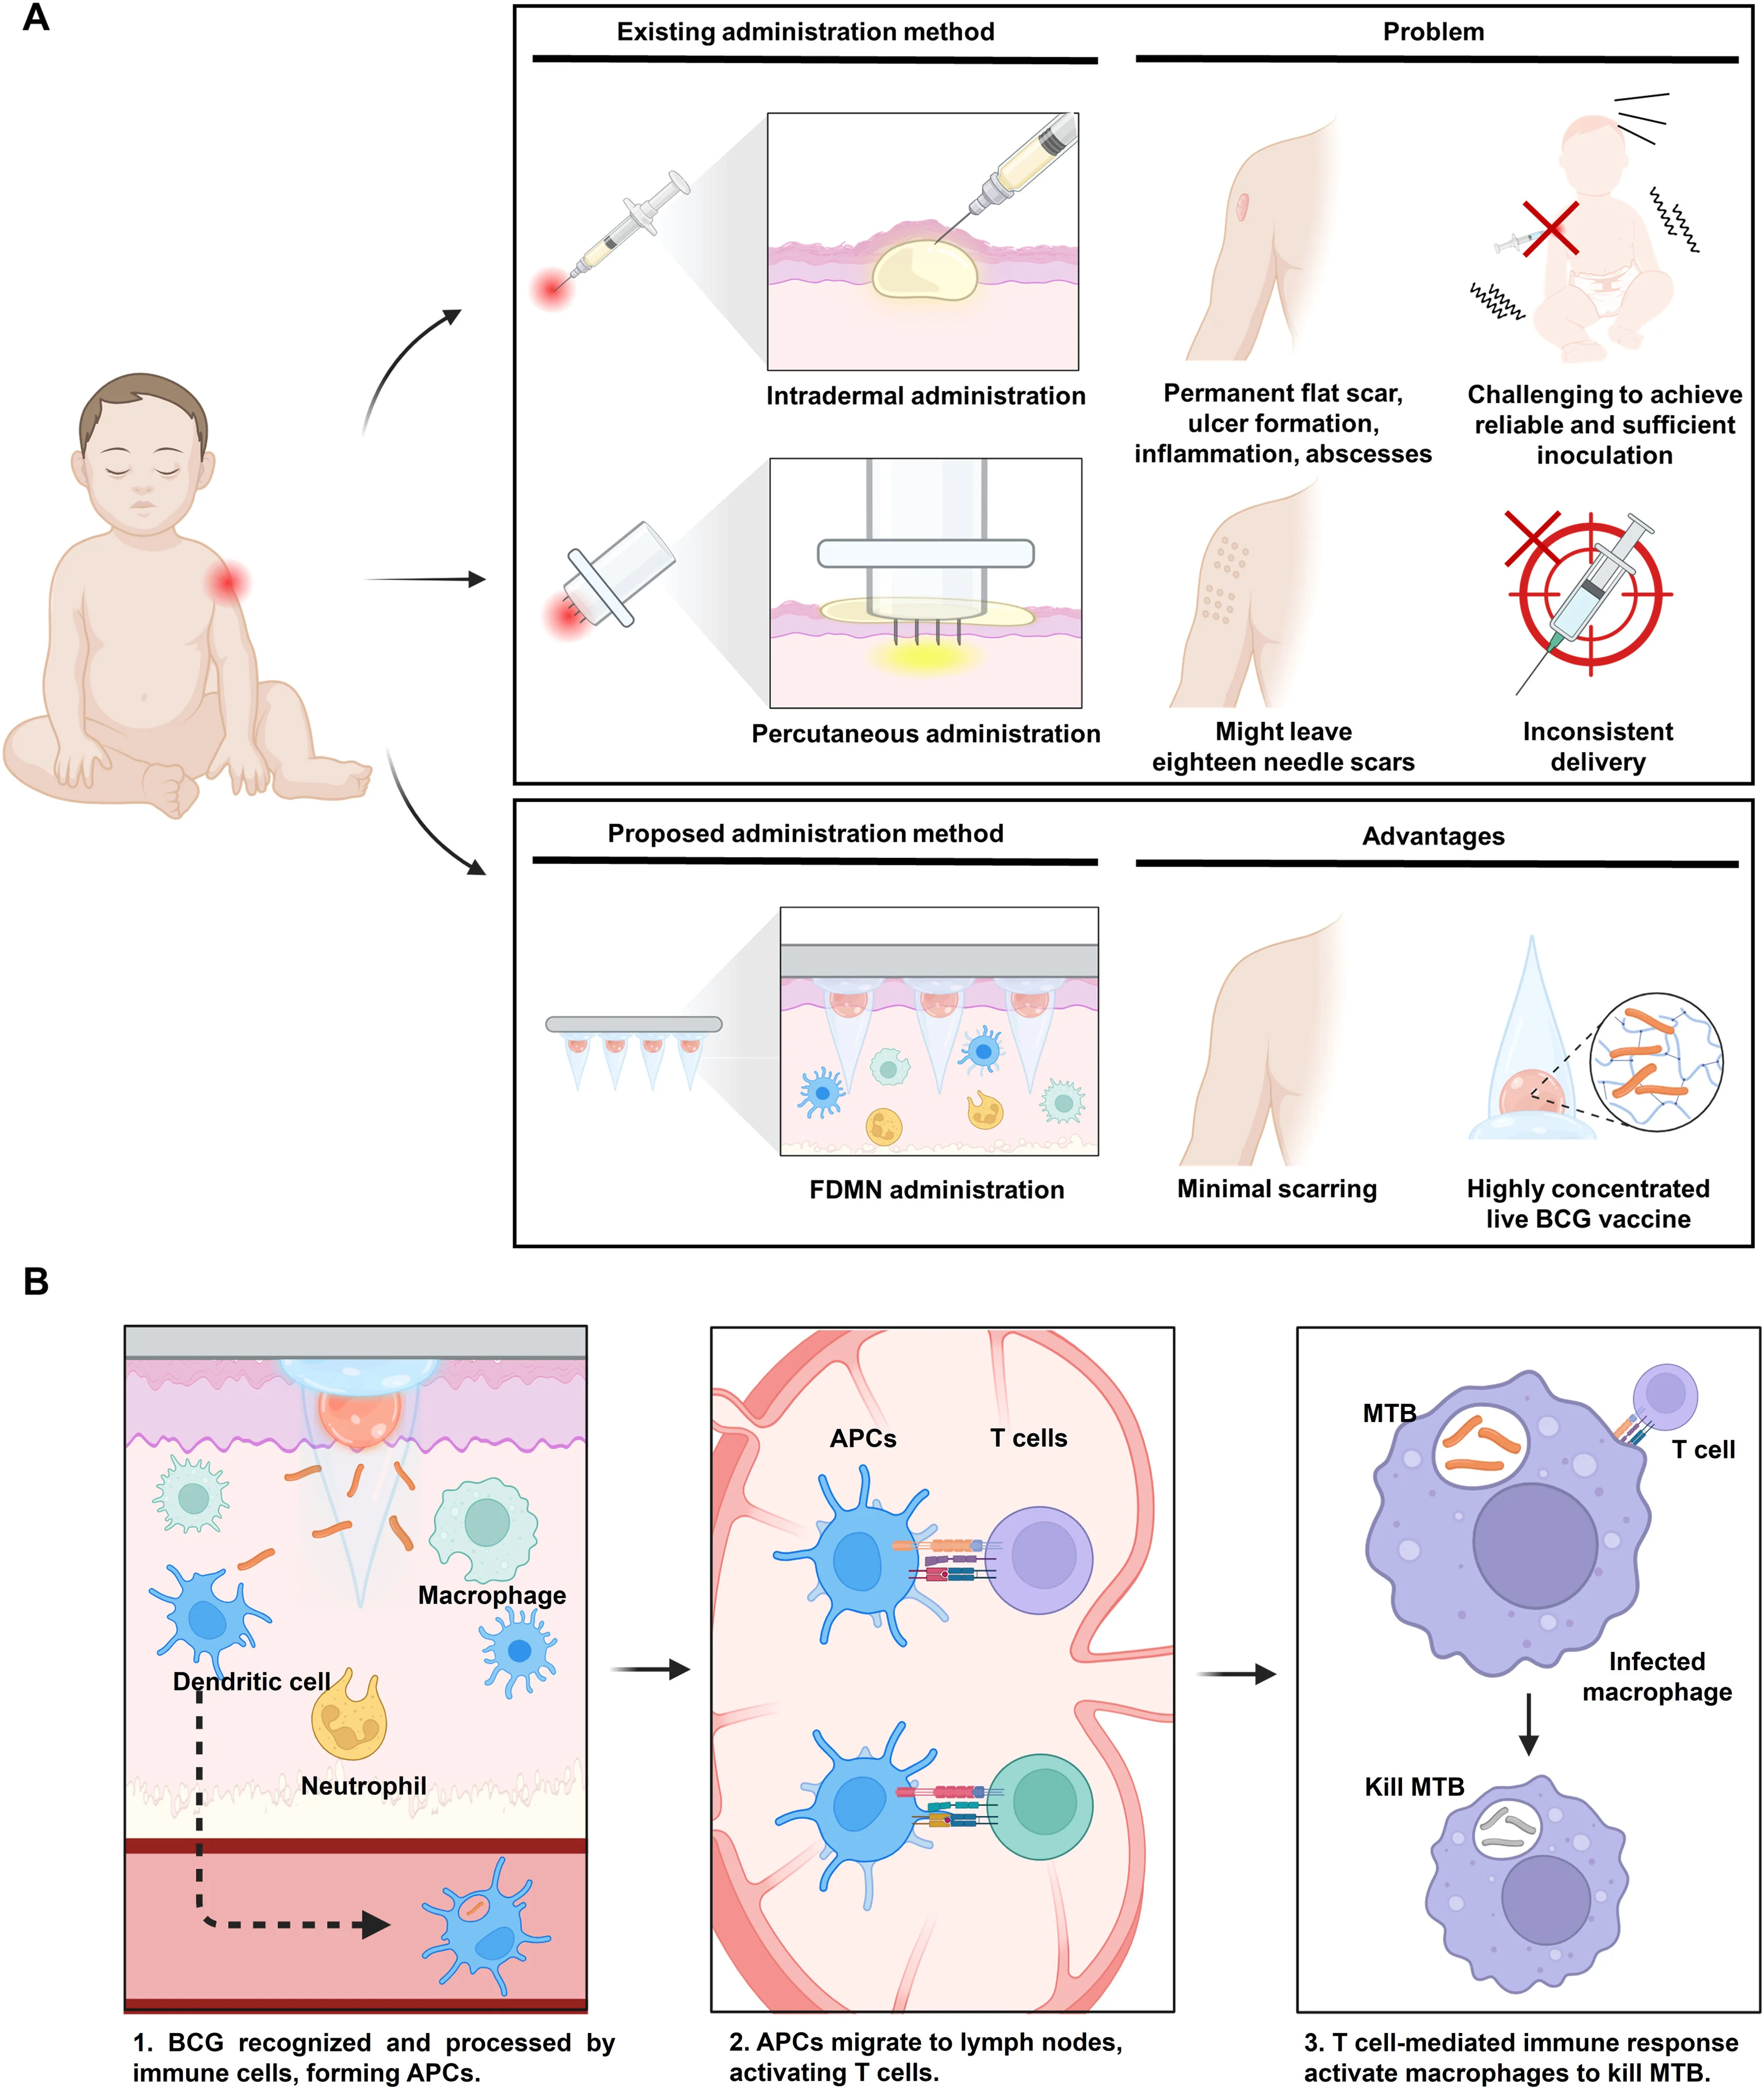 A
Existing administration method
Problem
Intradermal administration
Permanent flat scar,
ulcer formation,
inflammation, abscesses
Challenging to achieve
reliable and sufficient
inoculation
Percutaneous administration
Might leave
eighteen needle scars
Inconsistent
delivery
Proposed administration method
Advantages
FDMN administration
Minimal scarring
Highly concentrated
live BCG vaccine
B
Macrophage
Dendritic cell
Neutrophil
1. BCG recognized and processed by
immune cells, forming APCs.
APCs
T cells
2. APCs migrate to lymph nodes,
activating T cells.
MTB
T cell
Infected
macrophage
Kill MTB
3. T cell-mediated immune response
activate macrophages to kill MTB.